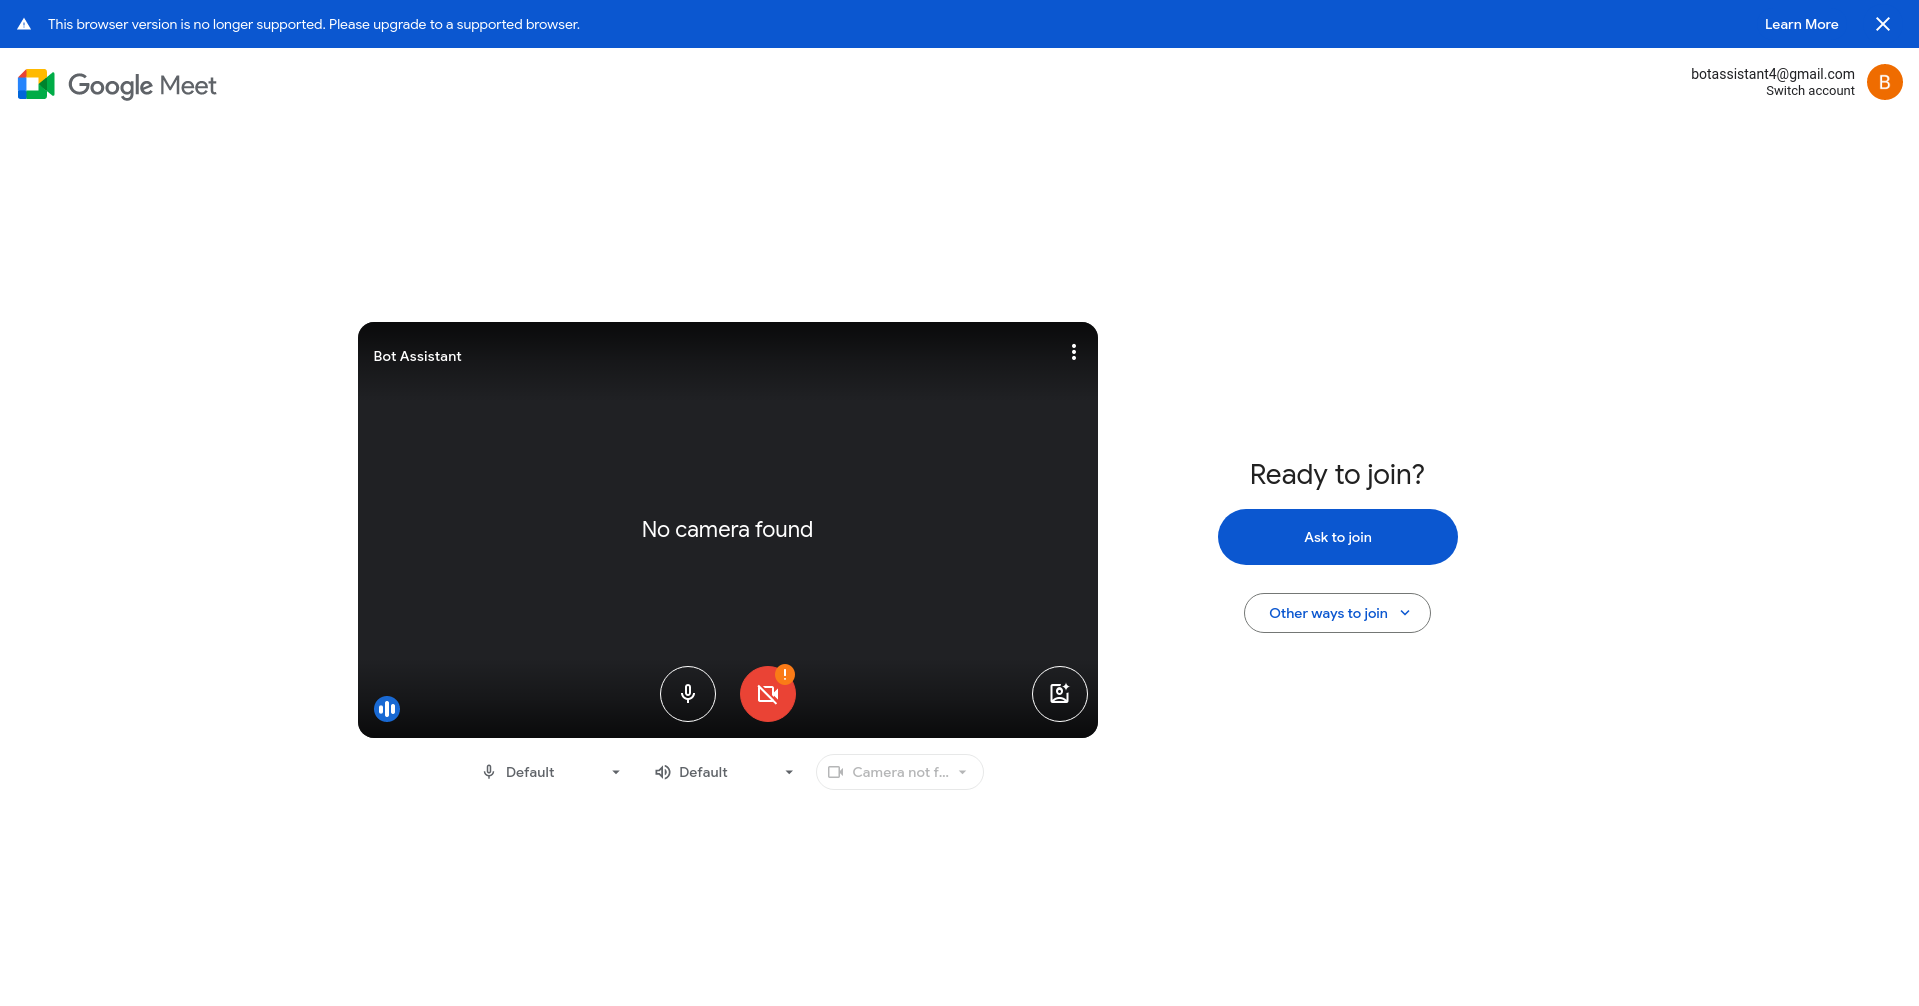 This browser version is no longer supported. Please upgrade to a supported browser.
Learn More
Google Meet
botassistant4@gmail.com
Switch account
B
Bot Assistant
No camera found
Ready to join?
Ask to join
Other ways to join
Default
Default
Camera not f...